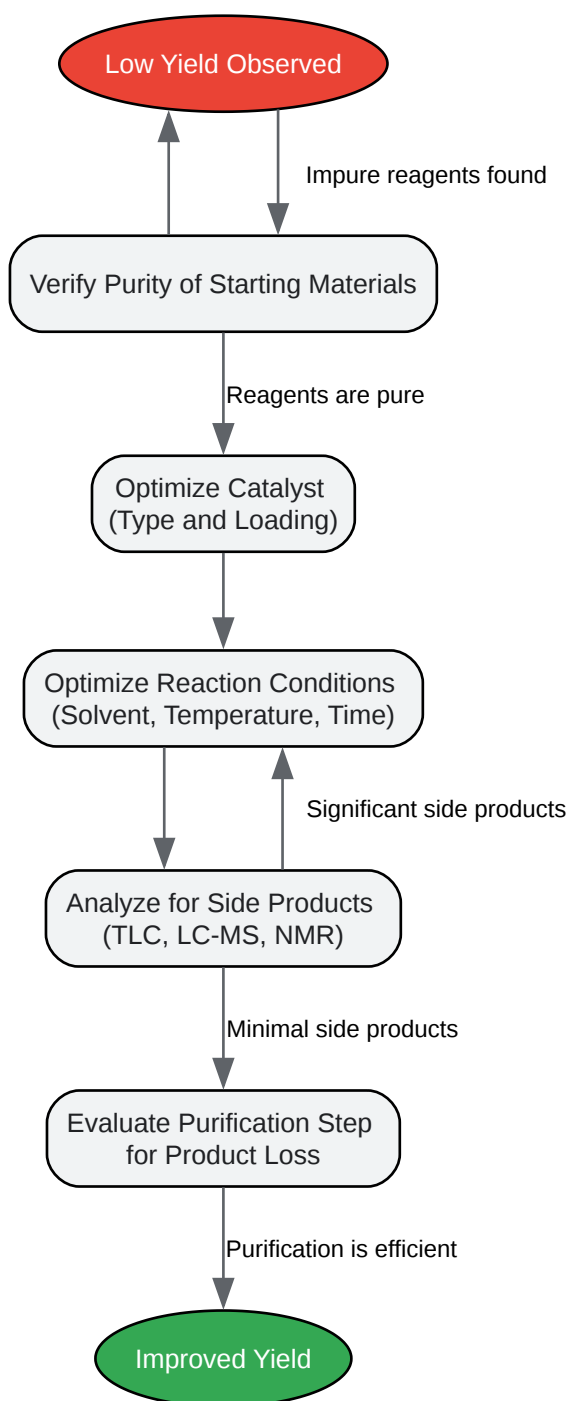 Low Yield Observed
Impure reagents found
Verify Purity of Starting Materials
Reagents are pure
Optimize Catalyst
(Type and Loading)
Optimize Reaction Conditions
(Solvent, Temperature, Time)
Significant side products
Analyze for Side Products
(TLC, LC-MS, NMR)
Minimal side products
Evaluate Purification Step
for Product Loss
Purification is efficient
Improved Yield